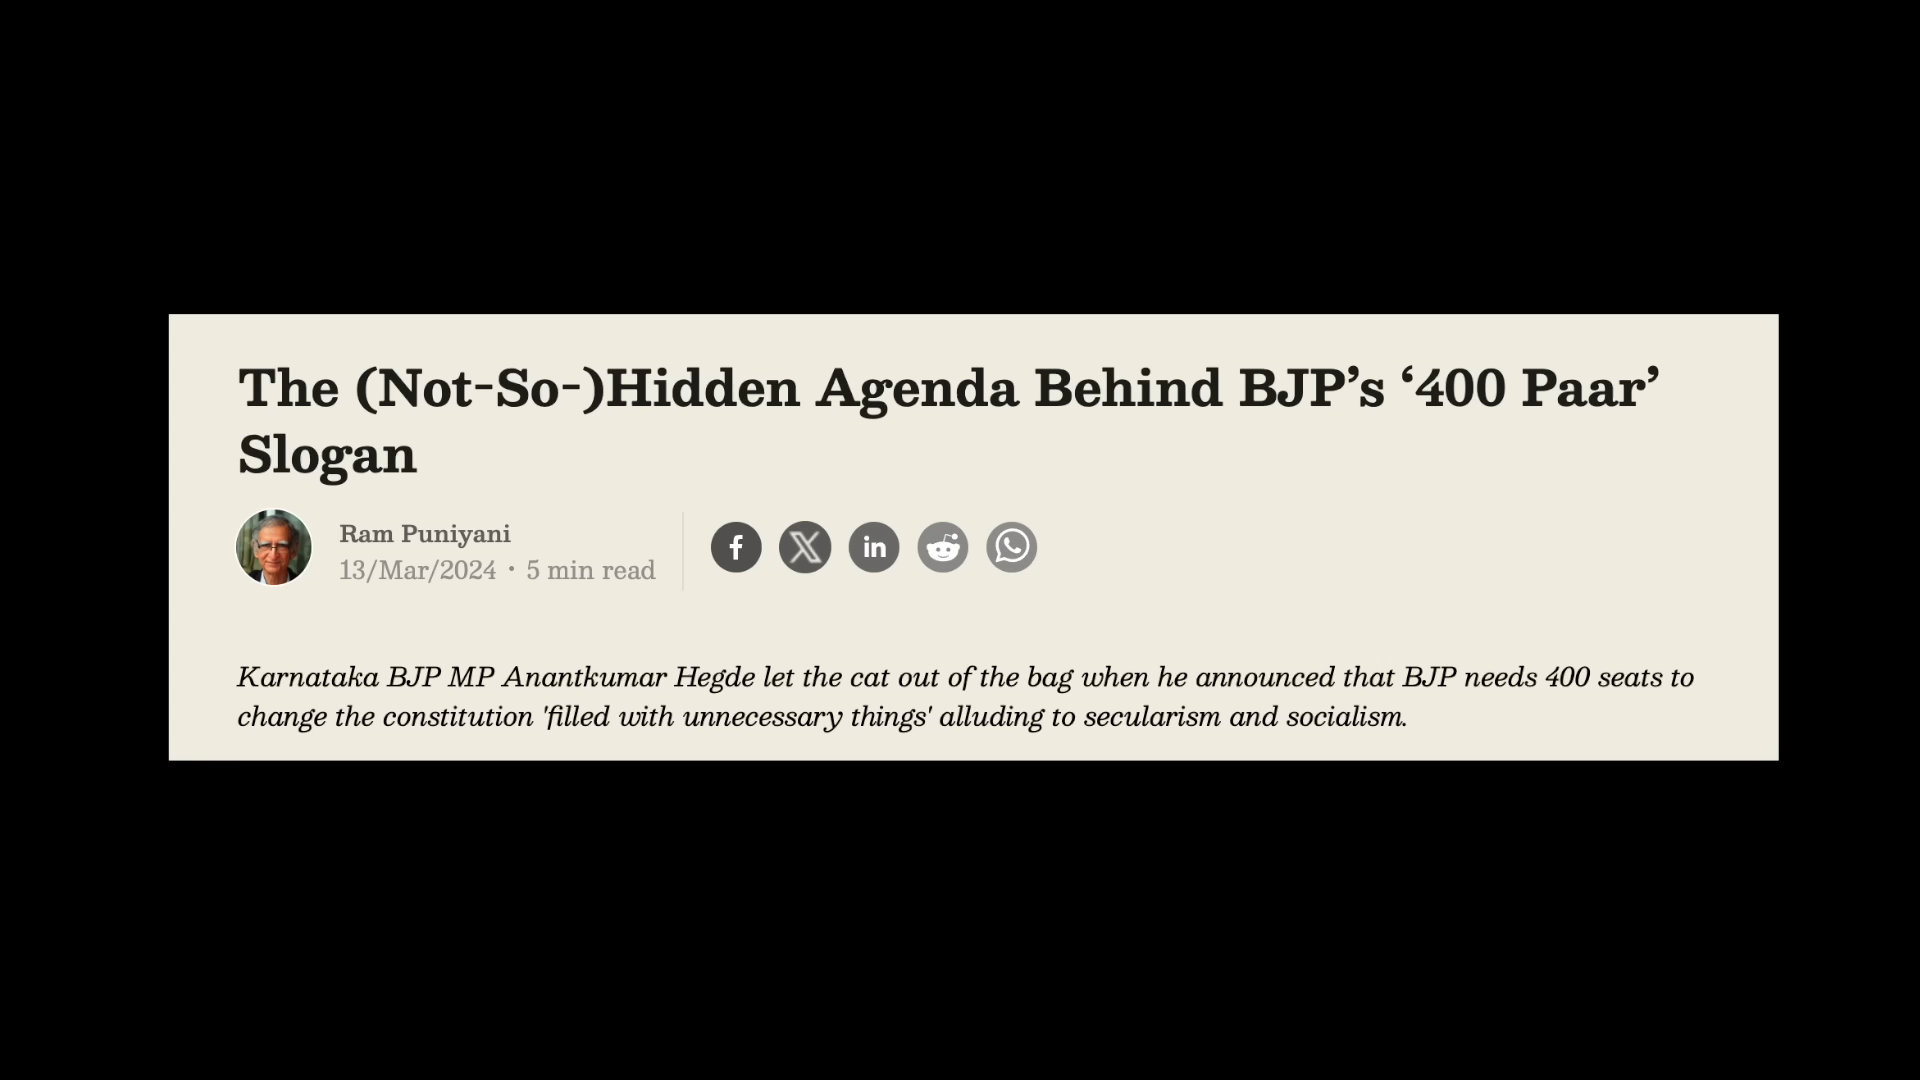 The (Not-So-)Hidden Agenda Behind BJP’s ‘400 Paar’
Slogan
Ram Puniyani
13/Mar/2024 • 5 min read
Karnataka BJP MP Anantkumar Hegde let the cat out of the bag when he announced that BJP needs 400 seats to
change the constitution 'filled with unnecessary things' alluding to secularism and socialism.